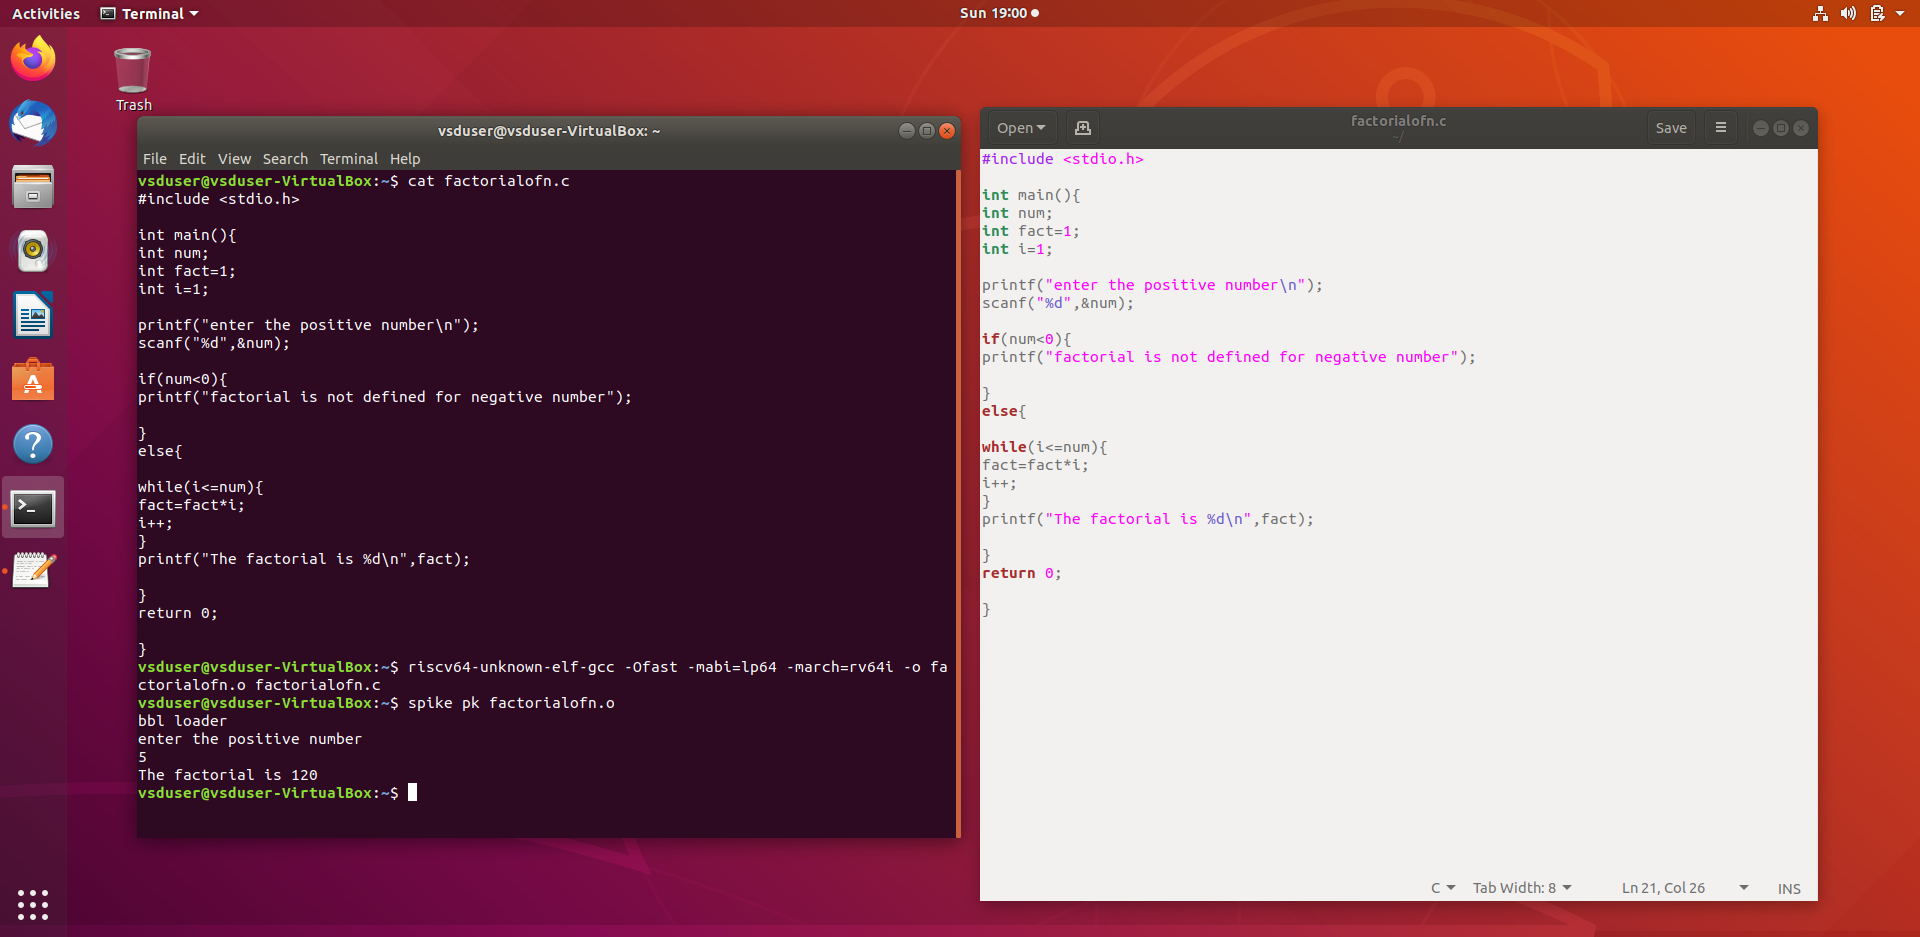 Activities
Terminal
Sun 19:00
Trash
vsduser@vsduser-VirtualBox: ~
File Edit View Search Terminal Help
vsduser@vsduser-VirtualBox:~$ cat factorialofn.c
#include <stdio.h>
int main(){
int num;
int fact=1;
int i=1;
printf("enter the positive number\n");
scanf("%d",&num);
if(num<0){
printf("factorial is not defined for negative number");
}
else{
while(i<=num){
fact=fact*i;
i++;
}
printf("The factorial is %d\n",fact);
}
return 0;
}
vsduser@vsduser-VirtualBox:~$ riscv64-unknown-elf-gcc -Ofast -mabi=lp64 -march=rv64i -o fa
ctorialofn.o factorialofn.c
vsduser@vsduser-VirtualBox:~$ spike pk factorialofn.o
bbl loader
enter the positive number
5
The factorial is 120
vsduser@vsduser-VirtualBox:~$
Open
factorialofn.c
~/
Save
#include <stdio.h>
int main(){
int num;
int fact=1;
int i=1;
printf("enter the positive number\n");
scanf("%d",&num);
if(num<0){
printf("factorial is not defined for negative number");
}
else{
while(i<=num){
fact=fact*i;
i++;
}
printf("The factorial is %d\n",fact);
}
return 0;
}
C
Tab Width: 8
Ln 21, Col 26
INS